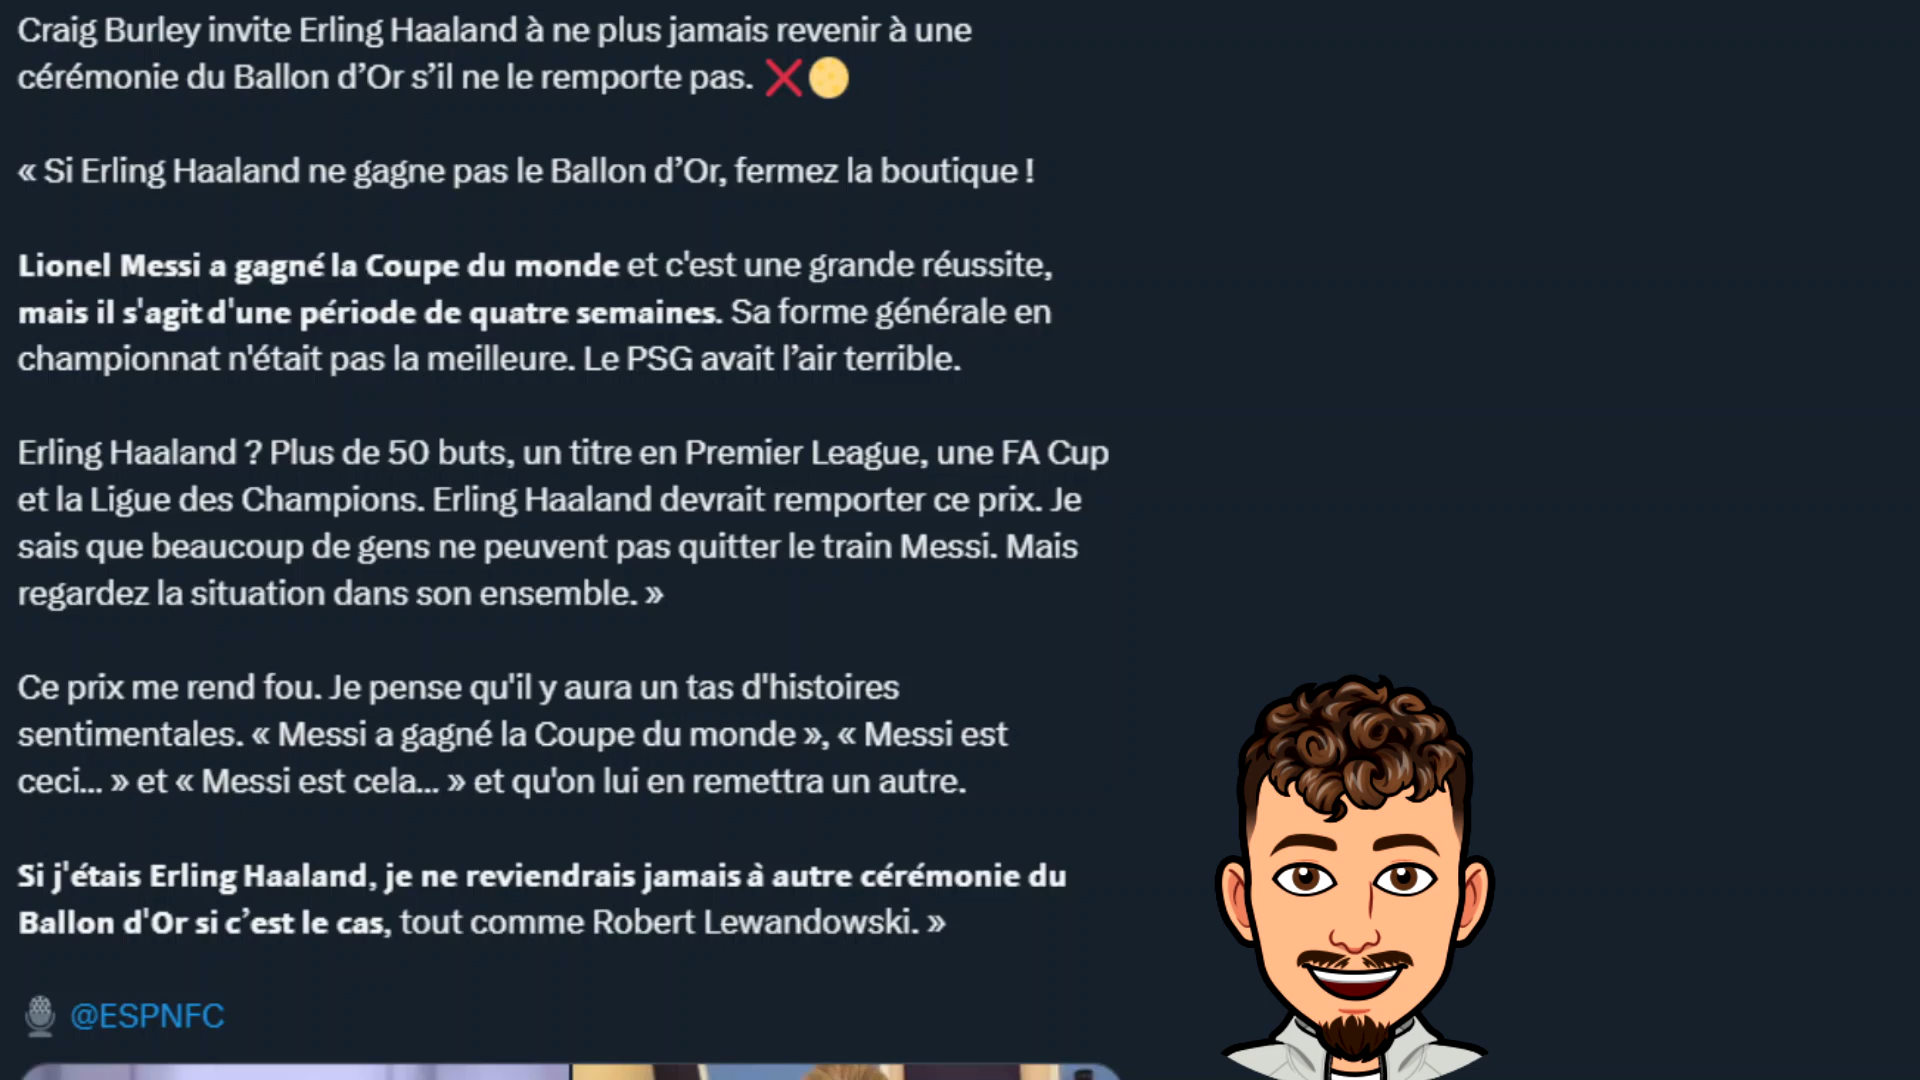 Craig Burley invite Erling Haaland à ne plus jamais revenir à une
cérémonie du Ballon d’Or s’il ne le remporte pas. ❌🌕
« Si Erling Haaland ne gagne pas le Ballon d’Or, fermez la boutique !
Lionel Messi a gagné la Coupe du monde et c'est une grande réussite,
mais il s'agit d'une période de quatre semaines. Sa forme générale en
championnat n'était pas la meilleure. Le PSG avait l’air terrible.
Erling Haaland ? Plus de 50 buts, un titre en Premier League, une FA Cup
et la Ligue des Champions. Erling Haaland devrait remporter ce prix. Je
sais que beaucoup de gens ne peuvent pas quitter le train Messi. Mais
regardez la situation dans son ensemble. »
Ce prix me rend fou. Je pense qu'il y aura un tas d'histoires
sentimentales. « Messi a gagné la Coupe du monde », « Messi est
ceci... » et « Messi est cela... » et qu'on lui en remettra un autre.
Si j'étais Erling Haaland, je ne reviendrais jamais à autre cérémonie du
Ballon d'Or si c’est le cas, tout comme Robert Lewandowski. »
🎙️ @ESPNFC